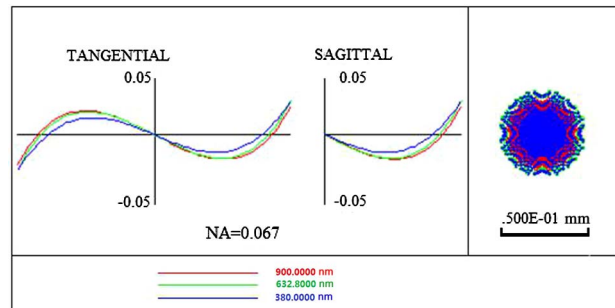 TANGENTIAL
SAGITTAL
0.05
0.05
-0.05
-0.05
NA=0.067
.500E-01 mm
900.0000 nm
632.8000 nm
380.0000 nm